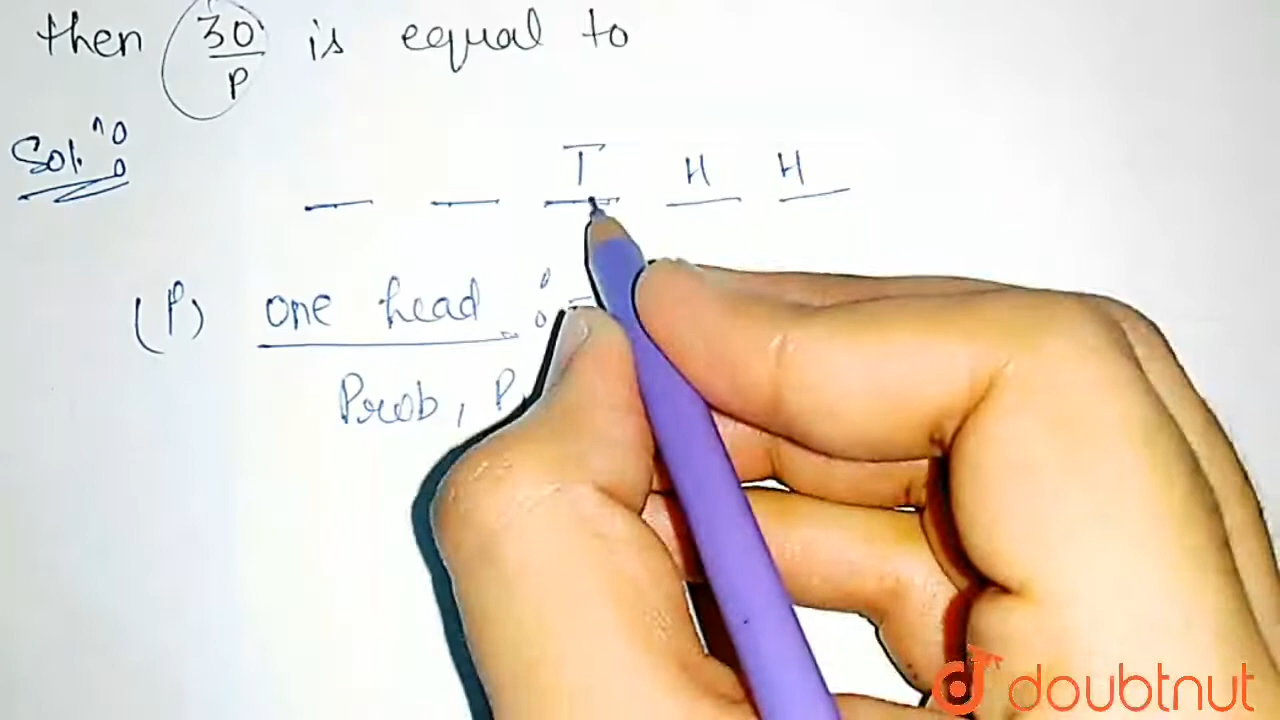 then 30/P is equal to
Sol:
T H H
(P) one head :-
Prob, P
doubtnut